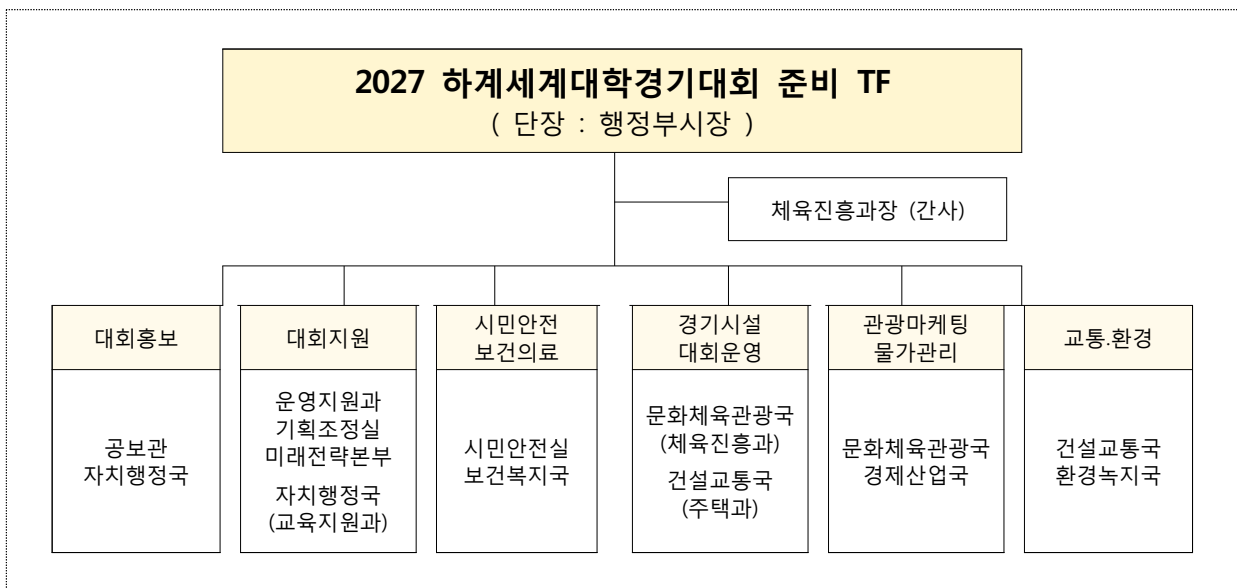 2027 하계세계대학경기대회 준비 TF
( 단장 : 행정부시장 )
체육진흥과장 (간사)
대회홍보
공보관
자치행정국
대회지원
운영지원과
기획조정실
미래전략본부
자치행정국
(교육지원과)
시민안전
보건의료
시민안전실
보건복지국
경기시설
대회운영
문화체육관광국
(체육진흥과)
건설교통국
(주택과)
관광마케팅
물가관리
문화체육관광국
경제산업국
교통.환경
건설교통국
환경녹지국